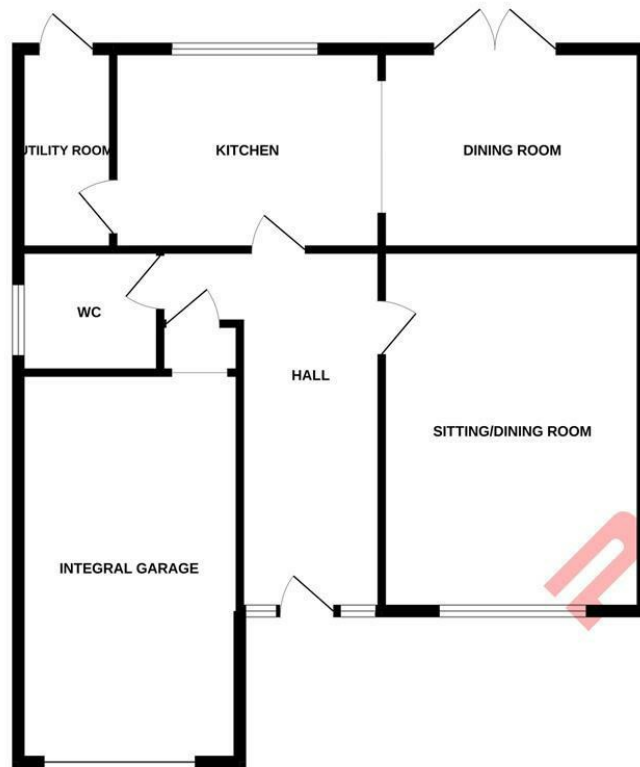 UTILITY ROOM
KITCHEN
DINING ROOM
WC
HALL
SITTING/DINING ROOM
INTEGRAL GARAGE